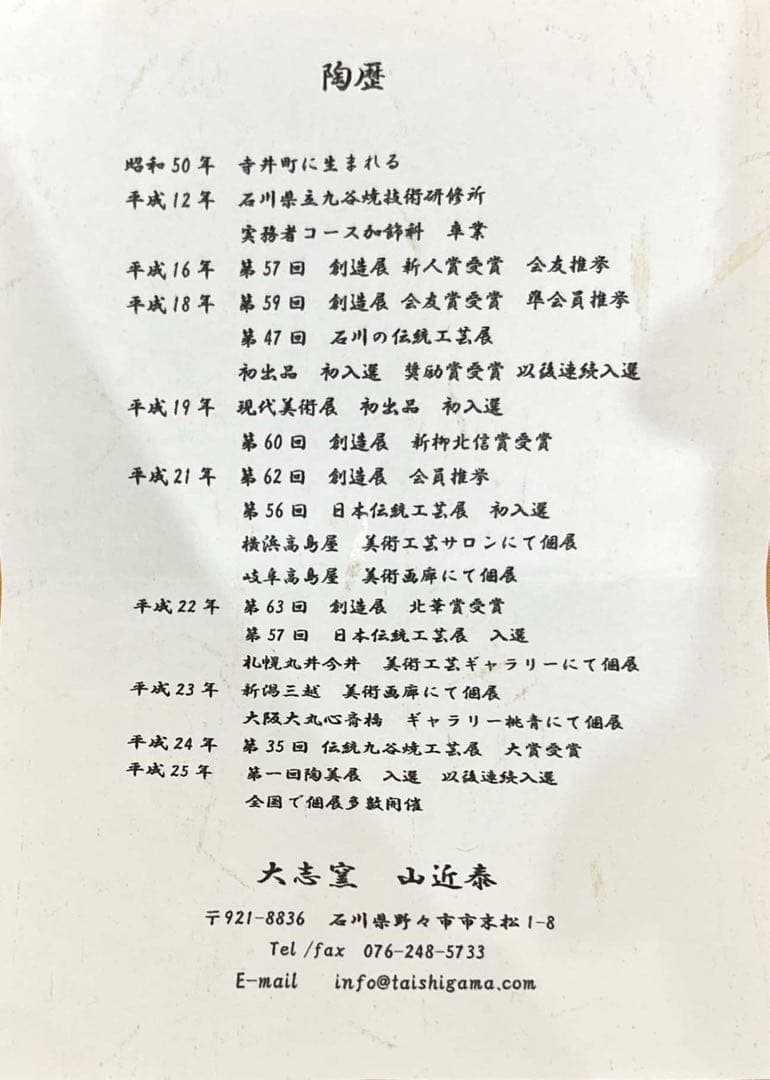 陶歴
昭和50年 寺井町に生まれる
平成12年 石川県立九谷焼技術研修所
実務者コース加飾科 卒業
平成16年 第57回 創造展 新人賞受賞 会友推挙
平成18年 第59回 創造展 会友賞受賞 準会員推挙
第47回 石川の伝統工芸展
初出品 初入選 奨励賞受賞 以後連続入選
平成19年 現代美術展 初出品 初入選
第60回 創造展 新柳北信賞受賞
平成21年 第62回 創造展 会員推挙
第56回 日本伝統工芸展 初入選
横浜高島屋 美術工芸サロンにて個展
岐阜高島屋 美術画廊にて個展
平成22年 第63回 創造展 北華賞受賞
第57回 日本伝統工芸展 入選
札幌丸井今井 美術工芸ギャラリーにて個展
平成23年 新潟三越 美術画廊にて個展
大阪大丸心斎橋 ギャラリー桃青にて個展
平成24年 第35回 伝統九谷焼工芸展 大賞受賞
平成25年 第一回陶美展 入選 以後連続入選
全国で個展多数開催
大志窯 山近泰
〒921-8836 石川県野々市市末松1-8
Tel/fax 076-248-5733
E-mail info@taishigama.com